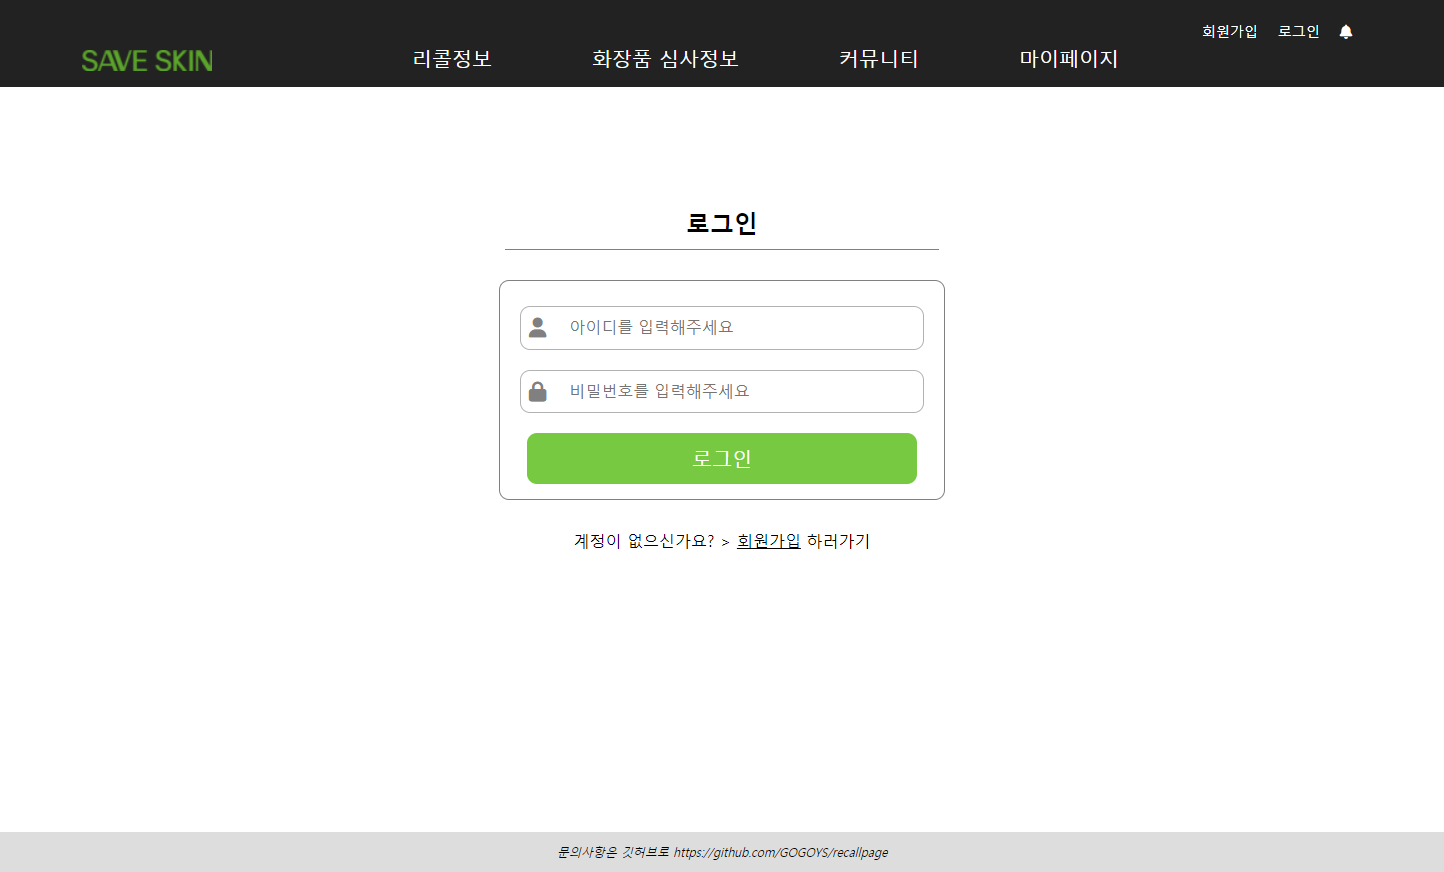 회원가입 로그인
SAVE SKIN 리콜정보 화장품 심사정보 커뮤니티 마이페이지
로그인
아이디를 입력해주세요
비밀번호를 입력해주세요
로그인
계정이 없으신가요? > 회원가입 하러가기
문의사항은 깃허브로 https://github.com/GOGOYS/recallpage